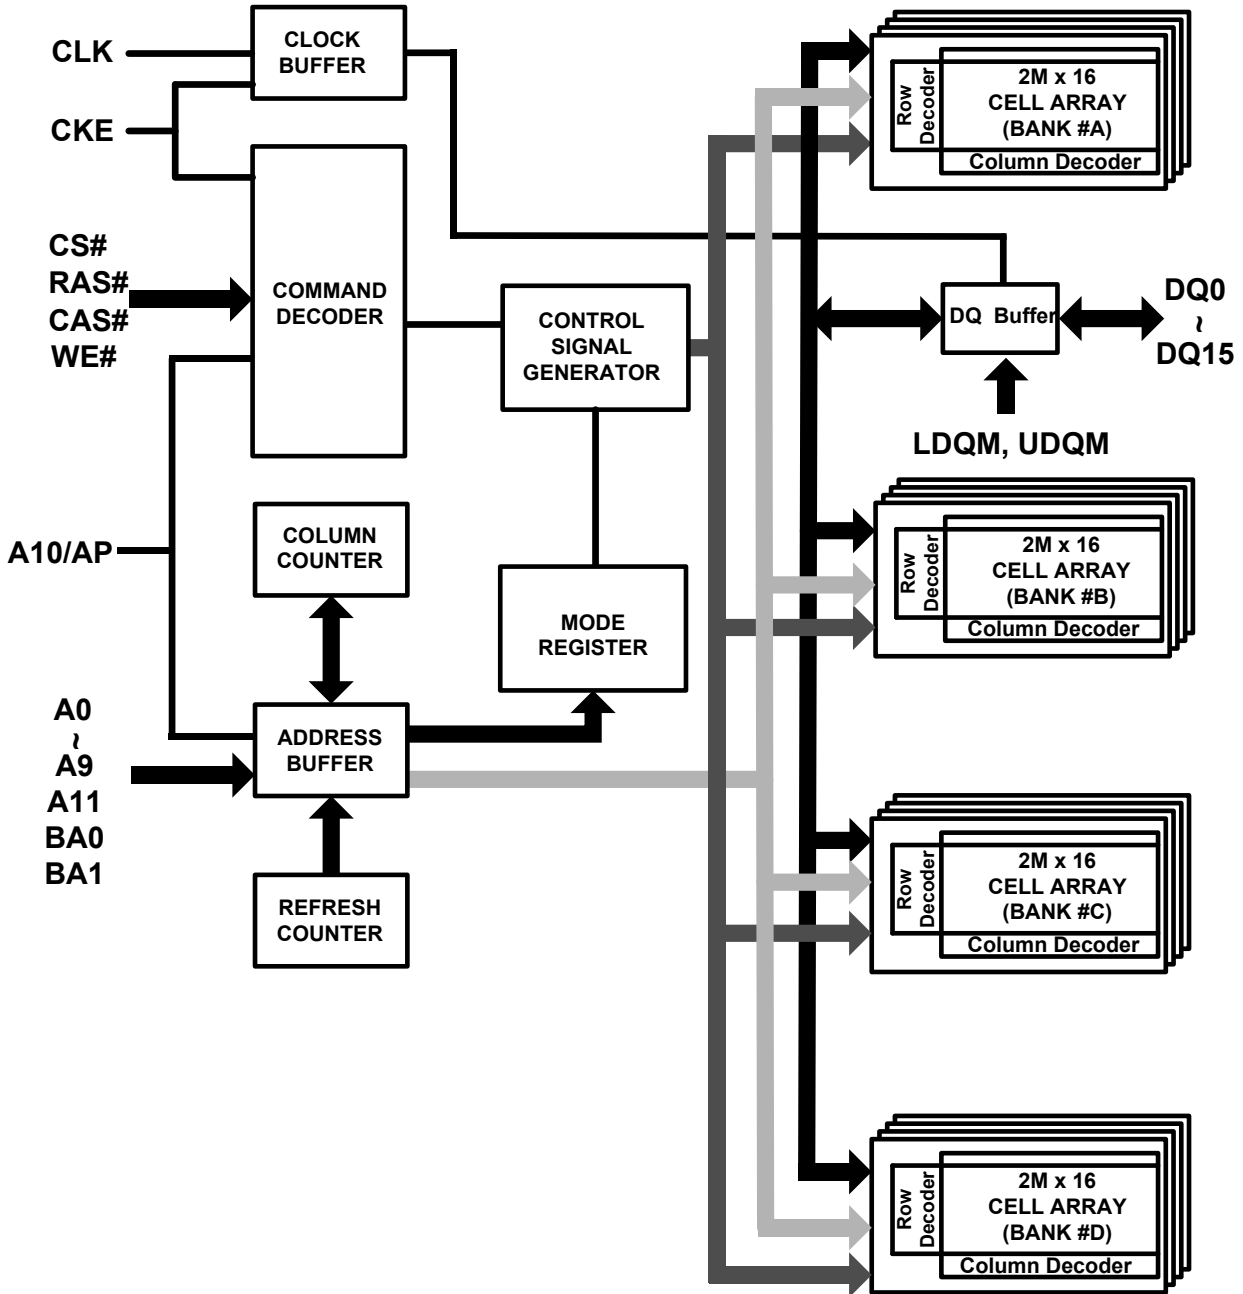 CLK
CKE
CLOCK
BUFFER
CS#
RAS#
CAS#
WE#
COMMAND
DECODER
CONTROL
SIGNAL
GENERATOR
A10/AP
COLUMN
COUNTER
MODE
REGISTER
A0
~
A9
A11
BA0
BA1
ADDRESS
BUFFER
REFRESH
COUNTER
Row
Decoder
2M x 16
CELL ARRAY
(BANK #A)
Column Decoder
DQ Buffer
DQ0
~
DQ15
LDQM, UDQM
Row
Decoder
2M x 16
CELL ARRAY
(BANK #B)
Column Decoder
Row
Decoder
2M x 16
CELL ARRAY
(BANK #C)
Column Decoder
Row
Decoder
2M x 16
CELL ARRAY
(BANK #D)
Column Decoder